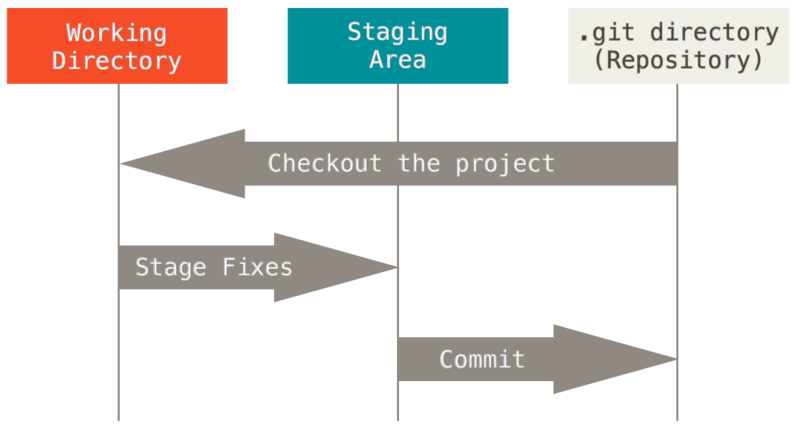 Working
Directory
Staging
Area
.git directory
(Repository)
Checkout the project
Stage Fixes
Commit